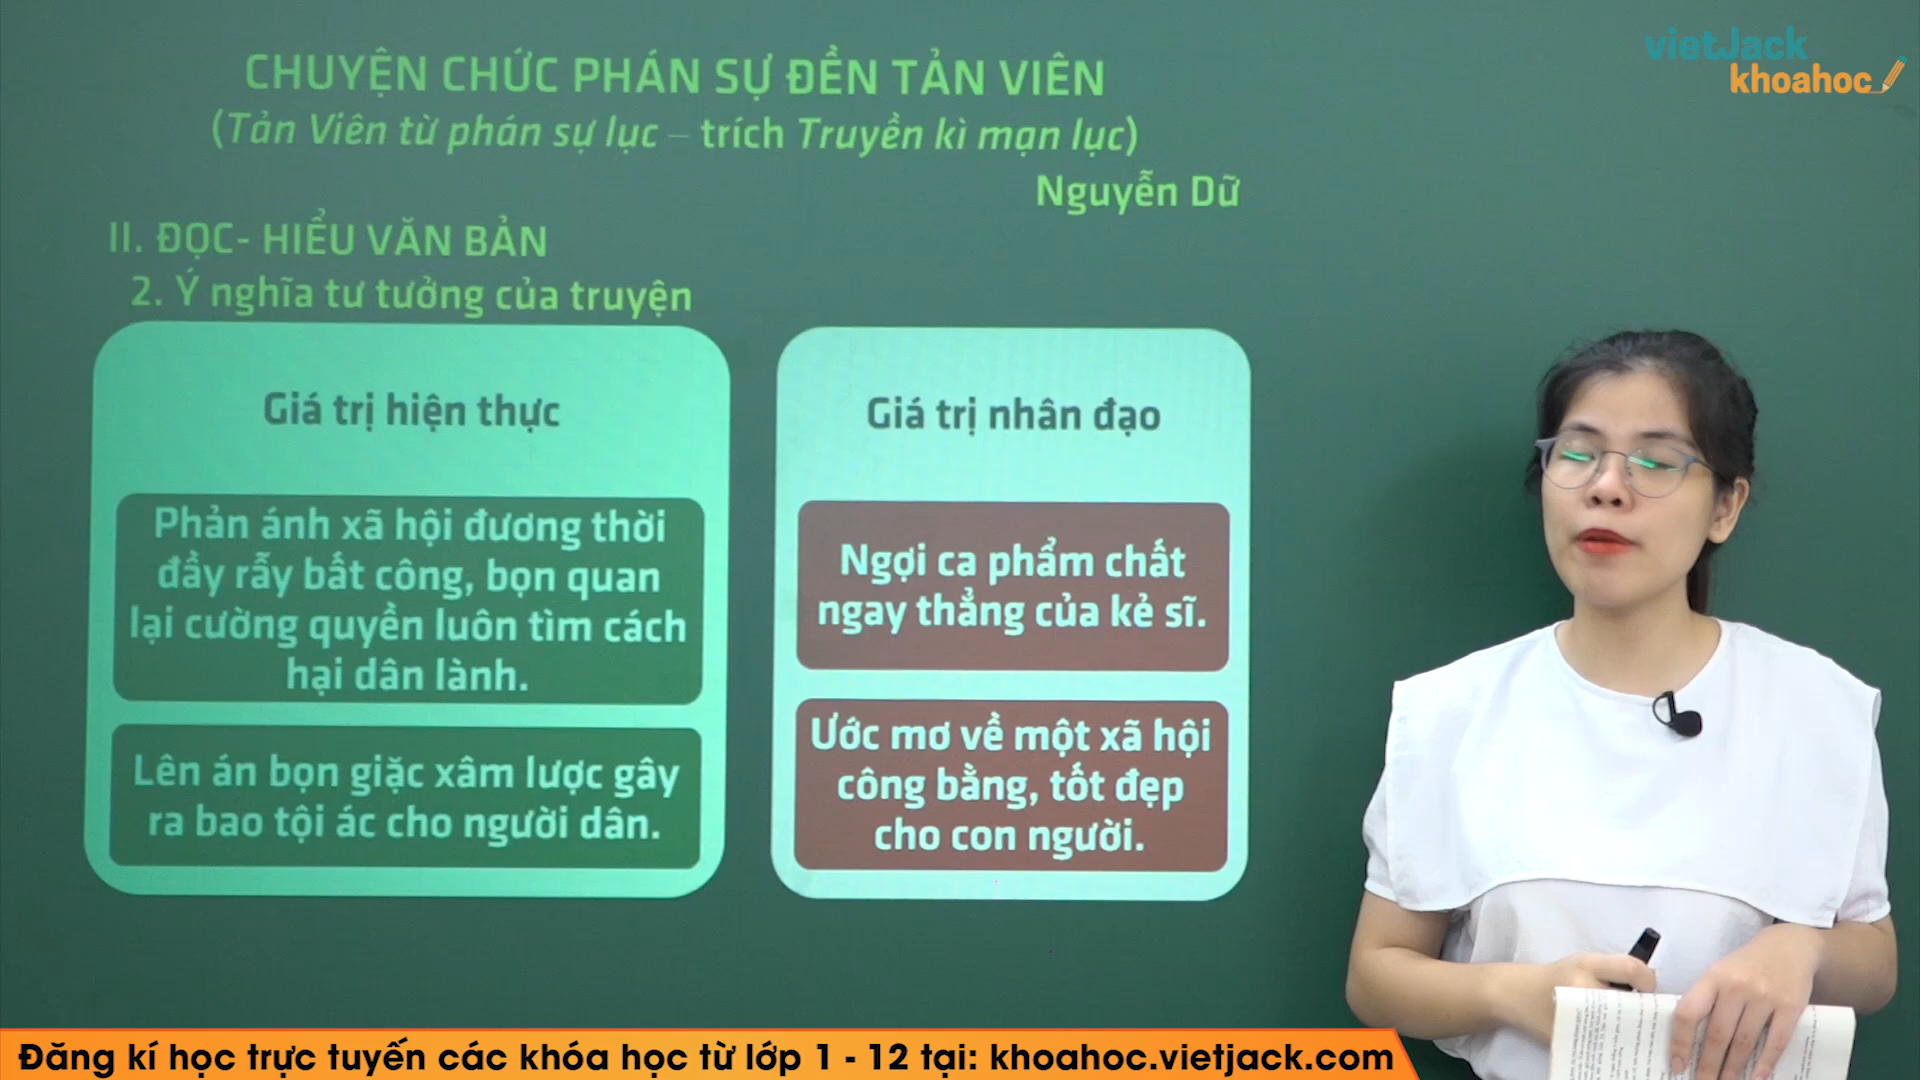 vietJack
khoahoc
CHUYỆN CHỨC PHÁN SỰ ĐỀN TẢN VIÊN
(Tản Viên từ phán sự lục – trích Truyền kì mạn lục)
Nguyễn Dữ
II. ĐỌC- HIỂU VĂN BẢN
2. Ý nghĩa tư tưởng của truyện
Giá trị hiện thực
Phản ánh xã hội đương thời
đầy rẫy bất công, bọn quan
lại cường quyền luôn tìm cách
hại dân lành.
Lên án bọn giặc xâm lược gây
ra bao tội ác cho người dân.
Giá trị nhân đạo
Ngợi ca phẩm chất
ngay thẳng của kẻ sĩ.
Ước mơ về một xã hội
công bằng, tốt đẹp
cho con người.
Đăng kí học trực tuyến các khóa học từ lớp 1 - 12 tại: khoahoc.vietjack.com